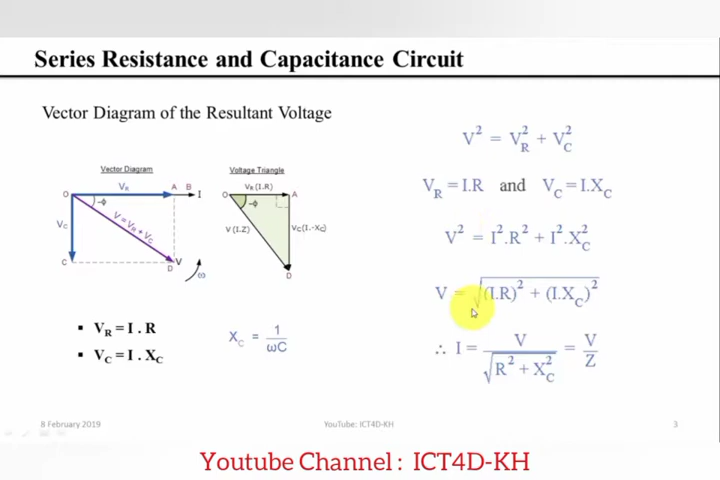 Series Resistance and Capacitance Circuit
Vector Diagram of the Resultant Voltage
Vector Diagram
V_R
O
A
B
I
-Φ
V_C
V=V_R+V_C
C
D
V
ω
Voltage Triangle
V_R(I.R)
O
A
-Φ
V(I.Z)
V_C(I.-X_C)
D
V² = V_R² + V_C²
V_R = I.R and V_C = I.X_C
V² = I².R² + I².X_C²
V = √((I.R)² + (I.X_C)²)
∴ I = V / √(R² + X_C²) = V / Z
▪ V_R = I . R
▪ V_C = I . X_C
X_C = 1 / ωC
8 February 2019
YouTube: ICT4D-KH
3
Youtube Channel : ICT4D-KH